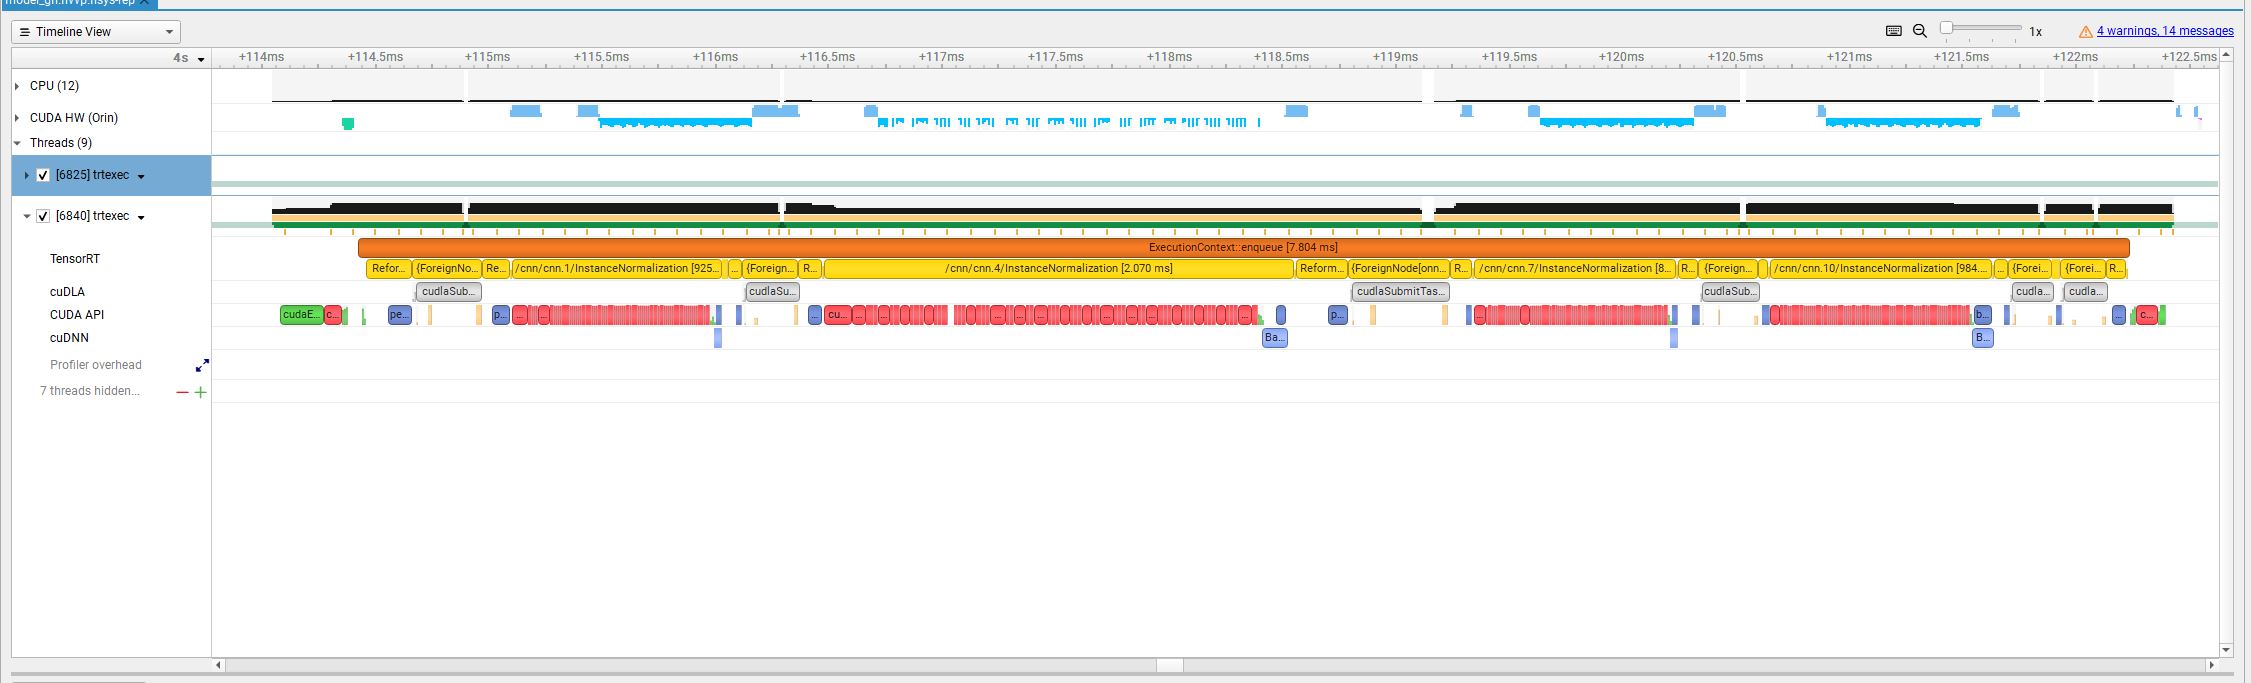 model_gn.nvvp.nsys-rep
Timeline View
1x
4 warnings, 14 messages
4s
+114ms +114.5ms +115ms +115.5ms +116ms +116.5ms +117ms +117.5ms +118ms +118.5ms +119ms +119.5ms +120ms +120.5ms +121ms +121.5ms +122ms +122.5ms
CPU (12)
CUDA HW (Orin)
Threads (9)
[6825] trtexec
[6840] trtexec
TensorRT
ExecutionContext::enqueue [7.804 ms]
Refor... {ForeignNo... Re... /cnn/cnn.1/InstanceNormalization [925... ... {Foreign... R... /cnn/cnn.4/InstanceNormalization [2.070 ms] Reform... {ForeignNode[onn... R... /cnn/cnn.7/InstanceNormalization [8... R... {Foreign... /cnn/cnn.10/InstanceNormalization [984.... ... {Forei... {Forei... R...
cuDLA
cudlaSub... cudlaSu... cudlaSubmitTas... cudlaSub... cudla... cudla...
CUDA API
cudaE... c... pe... p... ... ... ... cu... ... ... ... ... ... ... ... ... ... ... p... ... b... ... c...
cuDNN
Ba... B...
Profiler overhead
7 threads hidden...